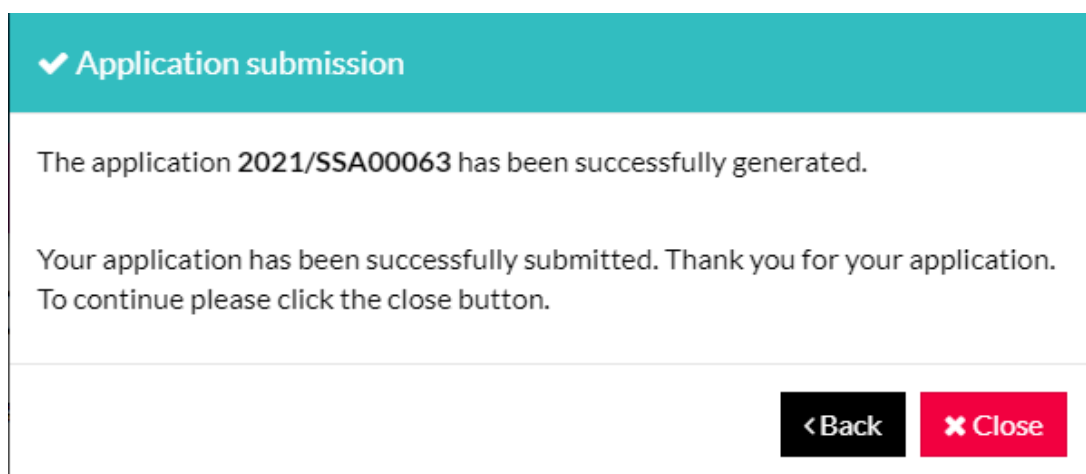 Application submission
The application 2021/SSA00063 has been successfully generated.
Your application has been successfully submitted. Thank you for your application.
To continue please click the close button.
Back
Close